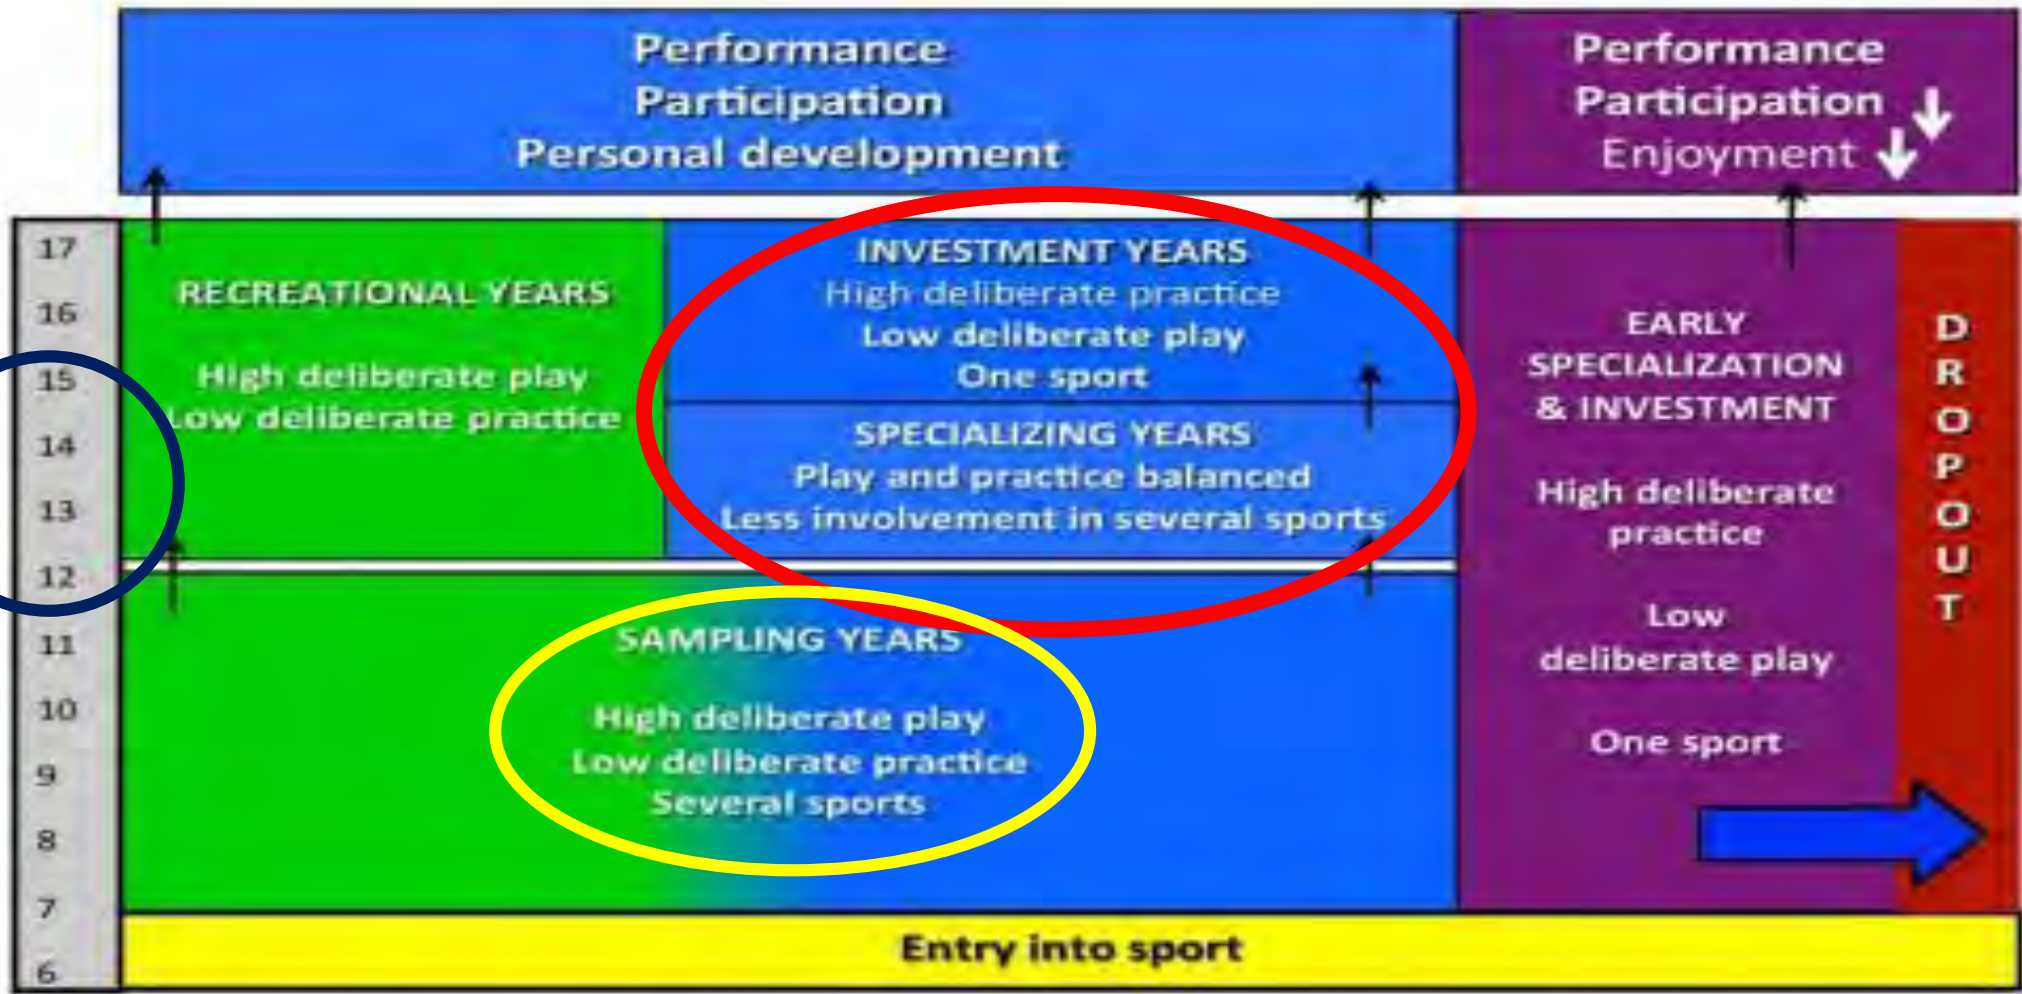 Performance
Participation
Personal development
Performance
Participation
Enjoyment
17
16
15
14
13
12
11
10
9
8
7
6
RECREATIONAL YEARS
High deliberate play
Low deliberate practice
INVESTMENT YEARS
High deliberate practice
Low deliberate play
One sport
SPECIALIZING YEARS
Play and practice balanced
Less involvement in several sports
SAMPLING YEARS
High deliberate play
Low deliberate practice
Several sports
EARLY
SPECIALIZATION
& INVESTMENT
High deliberate
practice
Low
deliberate play
One sport
D
R
O
P
O
U
T
Entry into sport